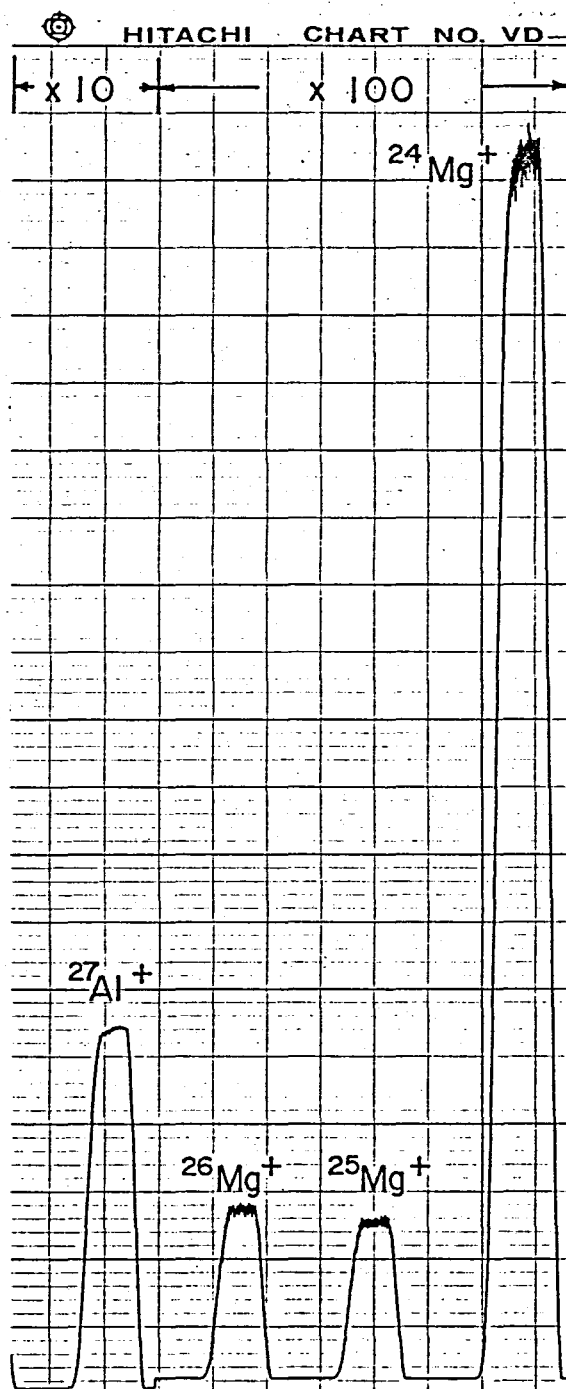 HITACHI CHART NO. VD—
x 10 x 100
²⁴Mg⁺
²⁷Al⁺
²⁶Mg⁺ ²⁵Mg⁺